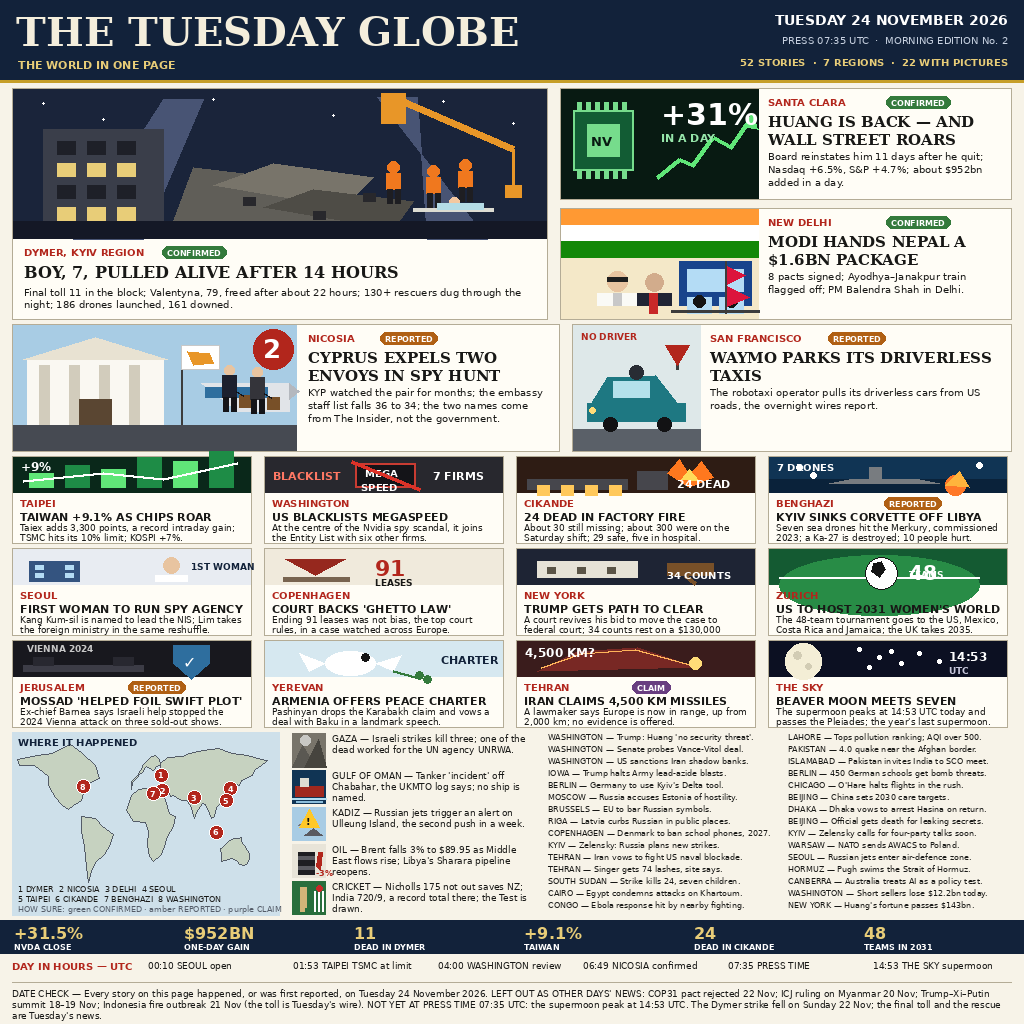 THE TUESDAY GLOBE
THE WORLD IN ONE PAGE
TUESDAY 24 NOVEMBER 2026
PRESS 07:35 UTC · MORNING EDITION No. 2
52 STORIES · 7 REGIONS · 22 WITH PICTURES
DYMER, KYIV REGION CONFIRMED
BOY, 7, PULLED ALIVE AFTER 14 HOURS
Final toll 11 in the block; Valentyna, 79, freed after about 22 hours; 130+ rescuers dug through the
night; 186 drones launched, 161 downed.
NV
+31%
IN A DAY
SANTA CLARA CONFIRMED
HUANG IS BACK — AND
WALL STREET ROARS
Board reinstates him 11 days after he quit;
Nasdaq +6.5%, S&P +4.7%; about $952bn
added in a day.
NEW DELHI CONFIRMED
MODI HANDS NEPAL A
$1.6BN PACKAGE
8 pacts signed; Ayodhya–Janakpur train
flagged off; PM Balendra Shah in Delhi.
2
NICOSIA REPORTED
CYPRUS EXPELS TWO
ENVOYS IN SPY HUNT
KYP watched the pair for months; the embassy
staff list falls 36 to 34; the two names come
from The Insider, not the government.
NO DRIVER
SAN FRANCISCO REPORTED
WAYMO PARKS ITS DRIVERLESS
TAXIS
The robotaxi operator pulls its driverless cars from US
roads, the overnight wires report.
+9%
TAIPEI
TAIWAN +9.1% AS CHIPS ROAR
Taiex adds 3,300 points, a record intraday gain;
TSMC hits its 10% limit; KOSPI +7%.
BLACKLIST MEGA SPEED 7 FIRMS
WASHINGTON
US BLACKLISTS MEGASPEED
At the centre of the Nvidia spy scandal, it joins
the Entity List with six other firms.
24 DEAD
CIKANDE
24 DEAD IN FACTORY FIRE
About 30 still missing; about 300 were on the
Saturday shift; 29 safe, five in hospital.
7 DRONES
BENGHAZI REPORTED
KYIV SINKS CORVETTE OFF LIBYA
Seven sea drones hit the Merkury, commissioned
2023; a Ka-27 is destroyed; 10 people hurt.
1ST WOMAN
SEOUL
FIRST WOMAN TO RUN SPY AGENCY
Kang Kum-sil is named to lead the NIS; Lim takes
the foreign ministry in the same reshuffle.
91
LEASES
COPENHAGEN
COURT BACKS 'GHETTO LAW'
Ending 91 leases was not bias, the top court
rules, in a case watched across Europe.
34 COUNTS
NEW YORK
TRUMP GETS PATH TO CLEAR
A court revives his bid to move the case to
federal court; 34 counts rest on a $130,000
48
ZURICH
US TO HOST 2031 WOMEN'S WORLD
The 48-team tournament goes to the US, Mexico,
Costa Rica and Jamaica; the UK takes 2035.
VIENNA 2024
✓
JERUSALEM REPORTED
MOSSAD 'HELPED FOIL SWIFT PLOT'
Ex-chief Barnea says Israeli help stopped the
2024 Vienna attack on three sold-out shows.
CHARTER
YEREVAN
ARMENIA OFFERS PEACE CHARTER
Pashinyan drops the Karabakh claim and vows a
deal with Baku in a landmark speech.
4,500 KM?
TEHRAN CLAIM
IRAN CLAIMS 4,500 KM MISSILES
A lawmaker says Europe is now in range, up from
2,000 km; no evidence is offered.
14:53
UTC
THE SKY
BEAVER MOON MEETS SEVEN
The supermoon peaks at 14:53 UTC today and
passes the Pleiades; the year's last supermoon.
WHERE IT HAPPENED
1
2
7
3
4
5
6
8
1 DYMER 2 NICOSIA 3 DELHI 4 SEOUL
5 TAIPEI 6 CIKANDE 7 BENGHAZI 8 WASHINGTON
HOW SURE: green CONFIRMED · amber REPORTED · purple CLAIM
GAZA — Israeli strikes kill three; one of the
dead worked for the UN agency UNRWA.
GULF OF OMAN — Tanker 'incident' off
Chabahar, the UKMTO log says; no ship is
named.
KADIZ — Russian jets trigger an alert on
Ulleung Island, the second push in a week.
-3%
OIL — Brent falls 3% to $89.95 as Middle
East flows rise; Libya's Sharara pipeline
reopens.
CRICKET — Nicholls 175 not out saves NZ;
India 720/9, a record total there; the Test is
drawn.
WASHINGTON — Trump: Huang 'no security threat'.
WASHINGTON — Senate probes Vance-Vitol deal.
WASHINGTON — US sanctions Iran shadow banks.
IOWA — Trump halts Army lead-azide blasts.
BERLIN — Germany to use Kyiv's Delta tool.
MOSCOW — Russia accuses Estonia of hostility.
BRUSSELS — EU to bar Russian symbols.
RIGA — Latvia curbs Russian in public places.
COPENHAGEN — Denmark to ban school phones, 2027.
KYIV — Zelensky: Russia plans new strikes.
TEHRAN — Iran vows to fight US naval blockade.
TEHRAN — Singer gets 74 lashes, site says.
SOUTH SUDAN — Strike kills 24, seven children.
CAIRO — Egypt condemns attacks on Khartoum.
CONGO — Ebola response hit by nearby fighting.
LAHORE — Tops pollution ranking; AQI over 500.
PAKISTAN — 4.0 quake near the Afghan border.
ISLAMABAD — Pakistan invites India to SCO meet.
BERLIN — 450 German schools get bomb threats.
CHICAGO — O'Hare halts flights in the rush.
BEIJING — China sets 2030 care targets.
DHAKA — Dhaka vows to arrest Hasina on return.
BEIJING — Official gets death for leaking secrets.
KYIV — Zelensky calls for four-party talks soon.
WARSAW — NATO sends AWACS to Poland.
SEOUL — Russian jets enter air-defence zone.
HORMUZ — Pugh swims the Strait of Hormuz.
CANBERRA — Australia treats AI as a policy test.
WASHINGTON — Short sellers lose $12.2bn today.
NEW YORK — Huang's fortune passes $143bn.
+31.5% $952BN 11 +9.1% 24 48
NVDA CLOSE ONE-DAY GAIN DEAD IN DYMER TAIWAN DEAD IN CIKANDE TEAMS IN 2031
DAY IN HOURS — UTC 00:10 SEOUL open 01:53 TAIPEI TSMC at limit 04:00 WASHINGTON review 06:49 NICOSIA confirmed 07:35 PRESS TIME 14:53 THE SKY supermoon
DATE CHECK — Every story on this page happened, or was first reported, on Tuesday 24 November 2026. LEFT OUT AS OTHER DAYS' NEWS: COP31 pact rejected 22 Nov; ICJ ruling on Myanmar 20 Nov; Trump–Xi–Putin
summit 18–19 Nov; Indonesia fire outbreak 21 Nov (the toll is Tuesday's wire). NOT YET AT PRESS TIME 07:35 UTC: the supermoon peak at 14:53 UTC. The Dymer strike fell on Sunday 22 Nov; the final toll and the rescue
are Tuesday's news.